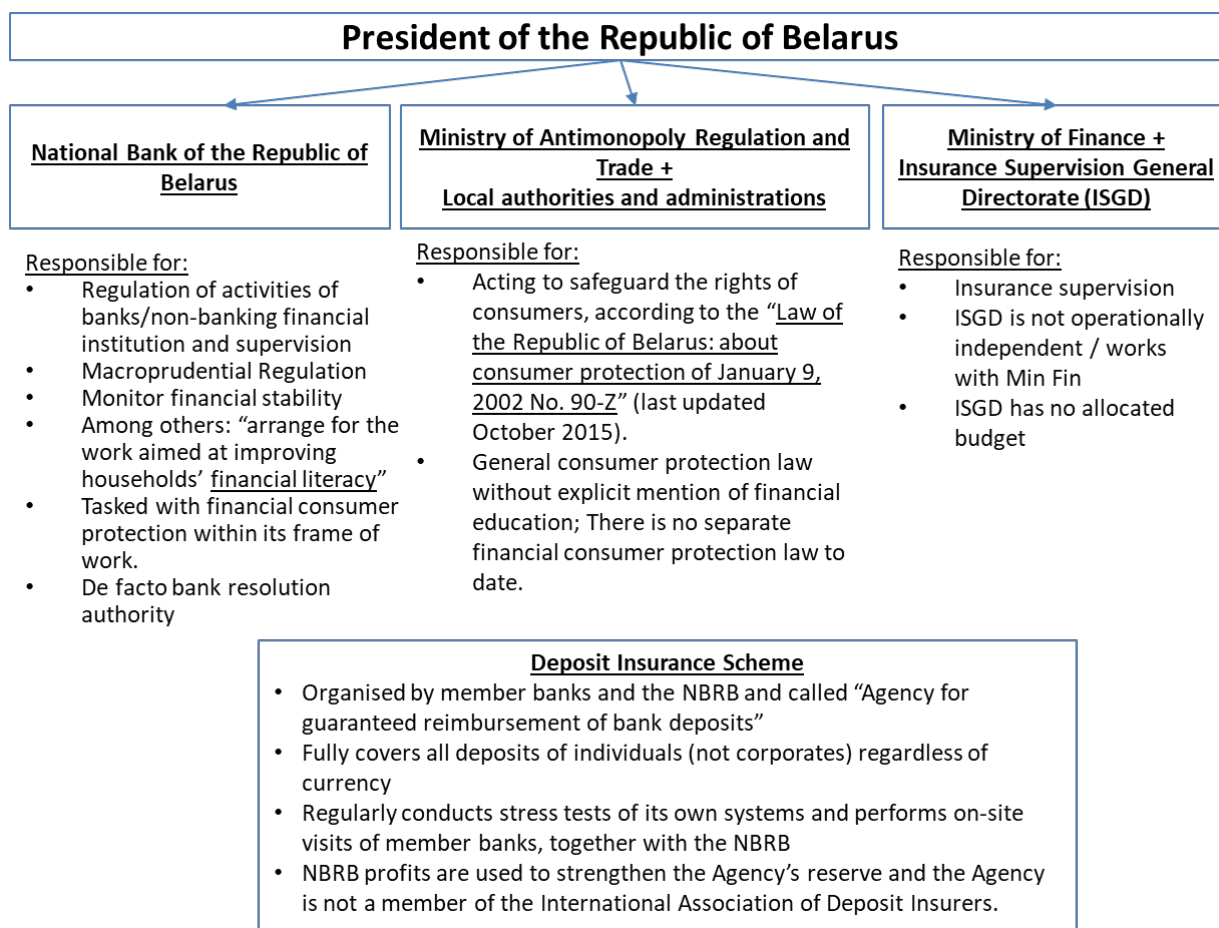 President of the Republic of Belarus
National Bank of the Republic of
Belarus
Responsible for:
• Regulation of activities of
banks/non-banking financial
institution and supervision
• Macroprudential Regulation
• Monitor financial stability
• Among others: “arrange for the
work aimed at improving
households’ financial literacy”
• Tasked with financial consumer
protection within its frame of
work.
• De facto bank resolution
authority
Ministry of Antimonopoly Regulation and
Trade +
Local authorities and administrations
Responsible for:
• Acting to safeguard the rights of
consumers, according to the “Law of
the Republic of Belarus: about
consumer protection of January 9,
2002 No. 90-Z” (last updated
October 2015).
• General consumer protection law
without explicit mention of financial
education; There is no separate
financial consumer protection law to
date.
Ministry of Finance +
Insurance Supervision General
Directorate (ISGD)
Responsible for:
• Insurance supervision
• ISGD is not operationally
independent / works
with Min Fin
• ISGD has no allocated
budget
Deposit Insurance Scheme
• Organised by member banks and the NBRB and called “Agency for
guaranteed reimbursement of bank deposits”
• Fully covers all deposits of individuals (not corporates) regardless of
currency
• Regularly conducts stress tests of its own systems and performs on-site
visits of member banks, together with the NBRB
• NBRB profits are used to strengthen the Agency’s reserve and the Agency
is not a member of the International Association of Deposit Insurers.